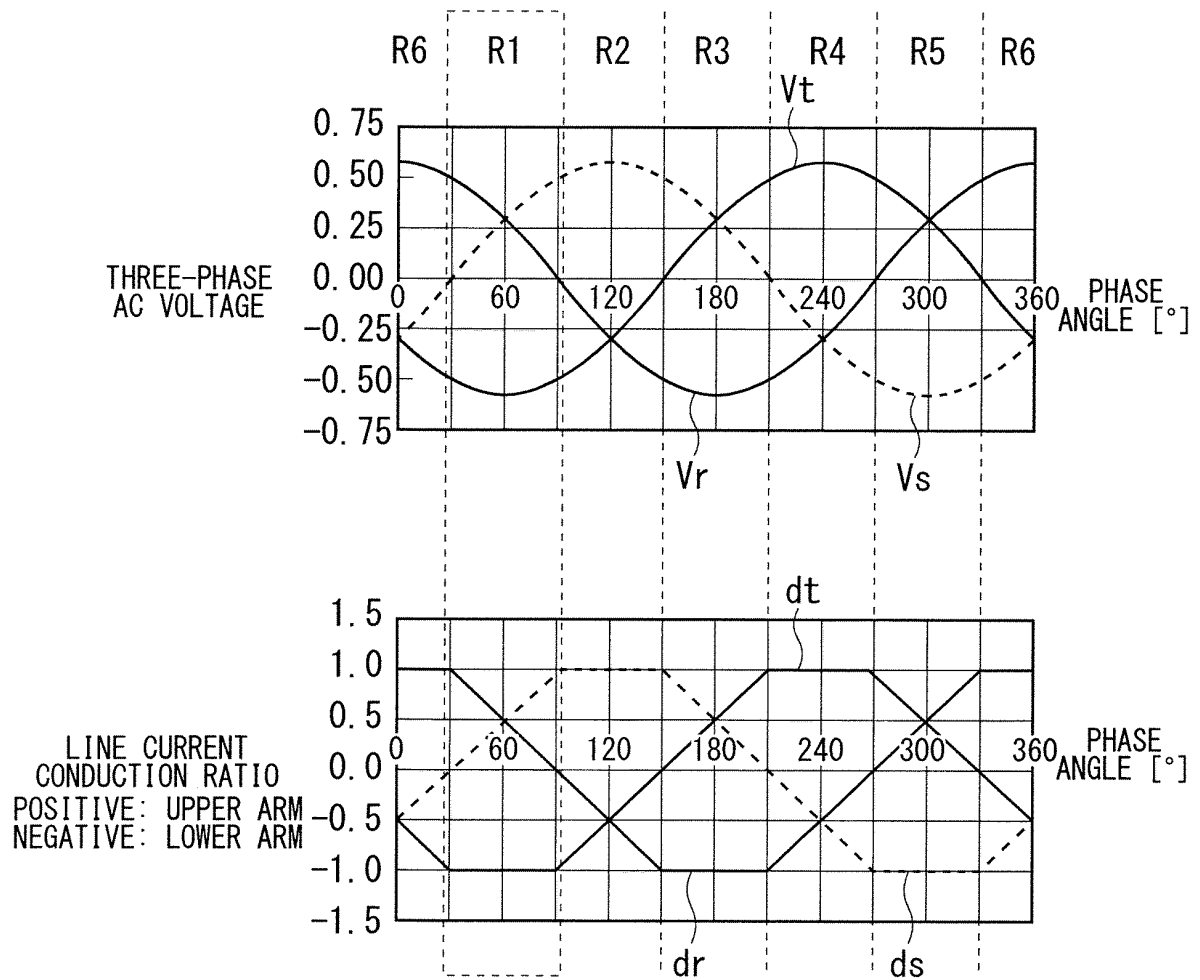 R6 R1 R2 R3 R4 R5 R6
Vt
0.75
0.50
0.25
0.00
-0.25
-0.50
-0.75
THREE-PHASE
AC VOLTAGE
0 60 120 180 240 300 360
PHASE
ANGLE [°]
Vr Vs
dt
1.5
1.0
0.5
0.0
-0.5
-1.0
-1.5
LINE CURRENT
CONDUCTION RATIO
POSITIVE: UPPER ARM
NEGATIVE: LOWER ARM
0 60 120 180 240 300 360
PHASE
ANGLE [°]
dr ds